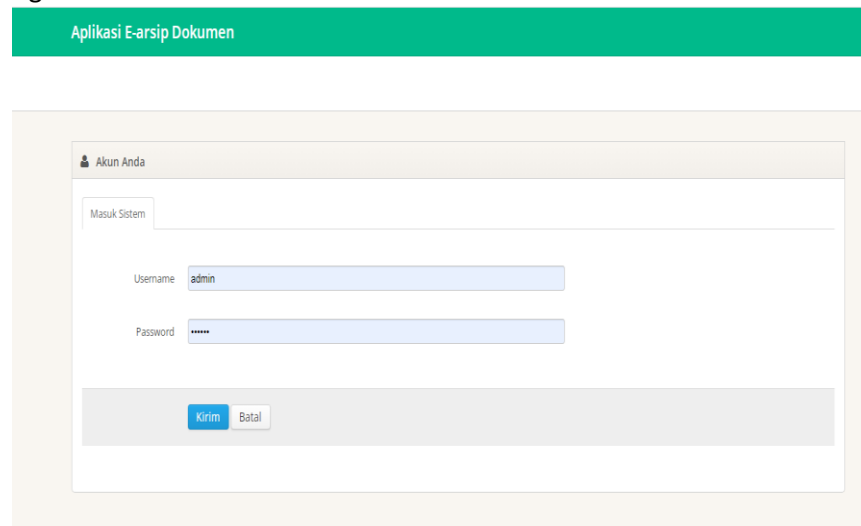 Aplikasi E-arsip Dokumen
Akun Anda
Masuk Sistem
Username admin
Password ••••••
Kirim Batal